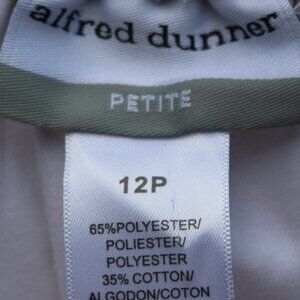 alfred dunner
PETITE
12P
65%POLYESTER/
POLIESTER/
POLYESTER
35% COTTON/
ALGODON/COTON